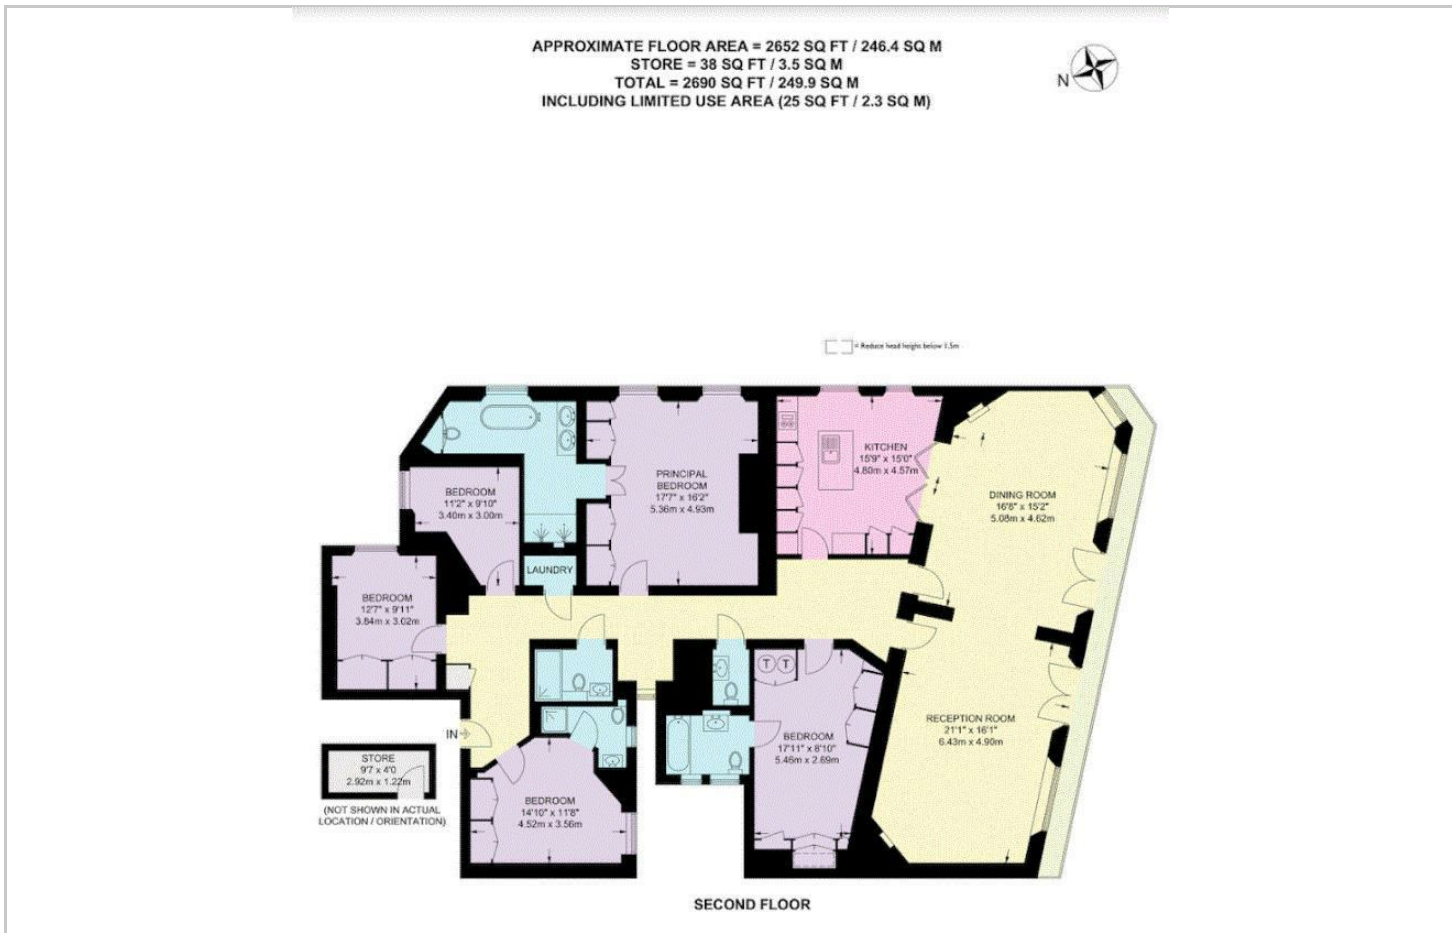 APPROXIMATE FLOOR AREA = 2652 SQ FT / 246.4 SQ M
STORE = 38 SQ FT / 3.5 SQ M
TOTAL = 2690 SQ FT / 249.9 SQ M
INCLUDING LIMITED USE AREA (25 SQ FT / 2.3 SQ M)
N
= Reduce head height below 1.5m
KITCHEN
15'9" x 15'0"
4.80m x 4.57m
PRINCIPAL
BEDROOM
17'7" x 16'2"
5.36m x 4.93m
BEDROOM
11'2" x 9'10"
3.40m x 3.00m
DINING ROOM
16'8" x 15'2"
5.08m x 4.62m
LAUNDRY
BEDROOM
12'7" x 9'11"
3.84m x 3.02m
T T
RECEPTION ROOM
21'1" x 16'1"
6.43m x 4.90m
IN
BEDROOM
17'11" x 8'10"
5.46m x 2.69m
STORE
9'7 x 4'0
2.92m x 1.22m
(NOT SHOWN IN ACTUAL
LOCATION / ORIENTATION)
BEDROOM
14'10" x 11'8"
4.52m x 3.56m
SECOND FLOOR